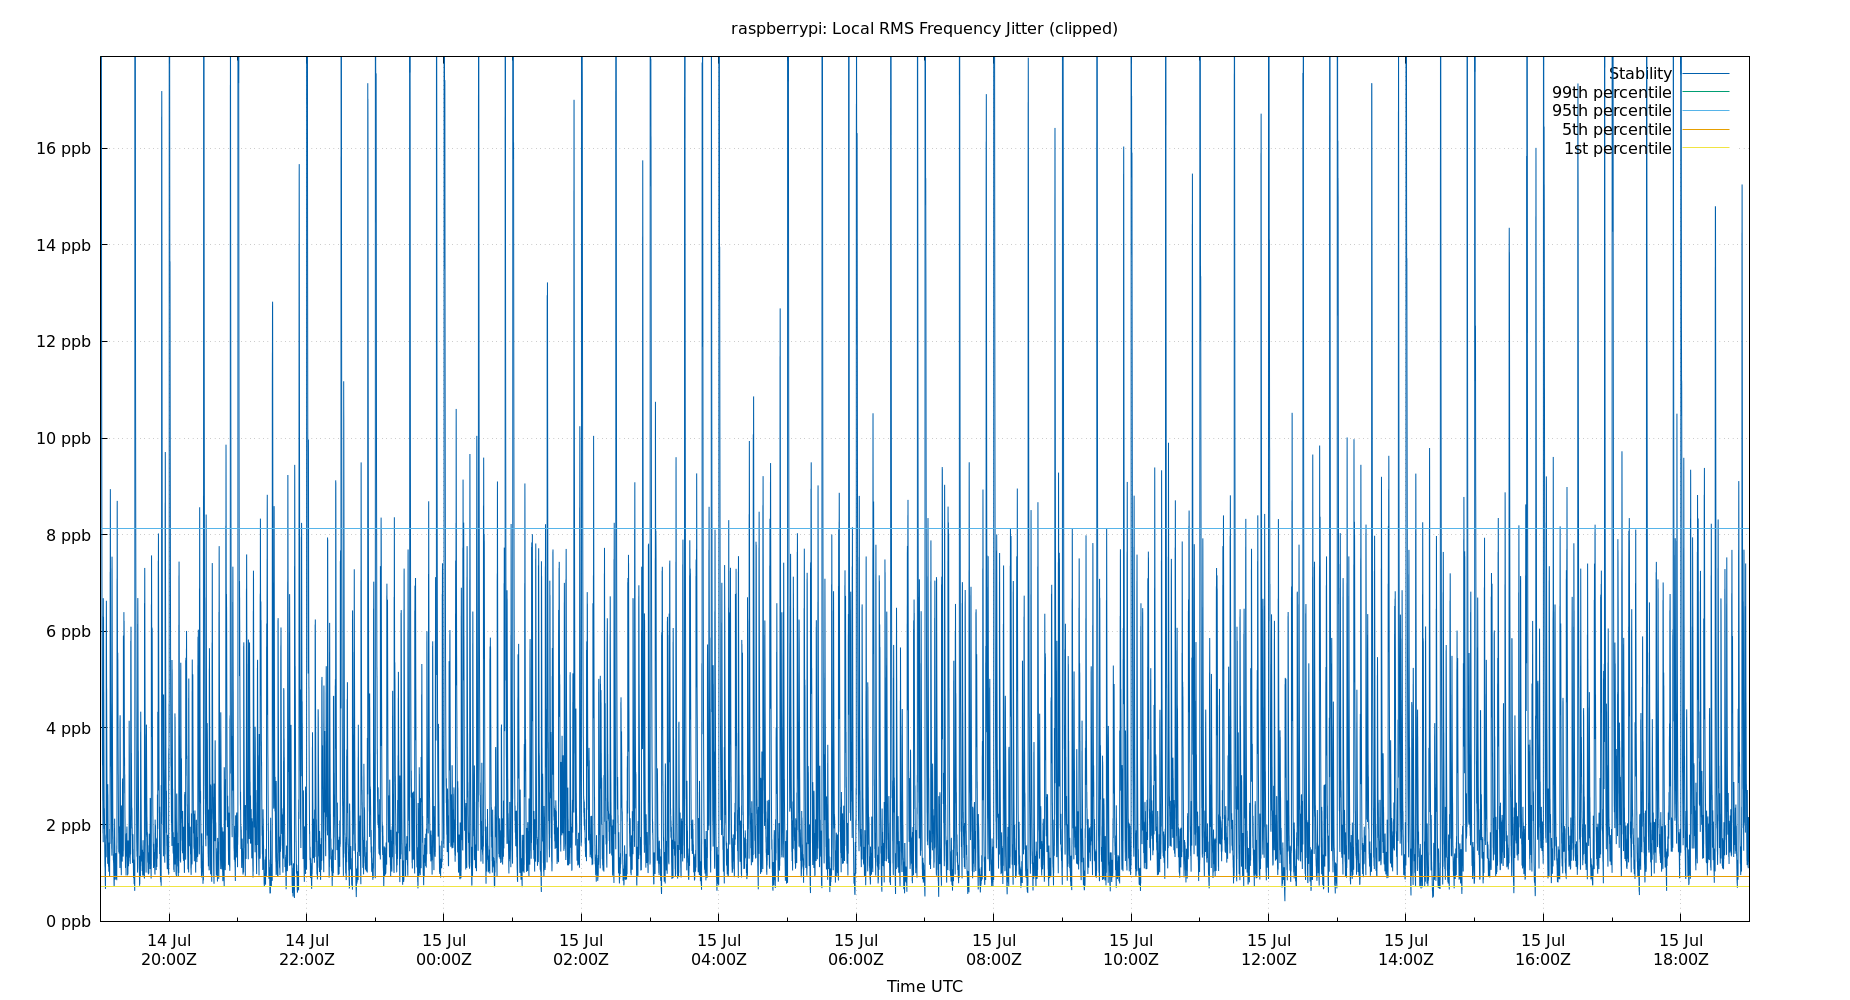 raspberrypi: Local RMS Frequency Jitter (clipped)
Stability
99th percentile
95th percentile
5th percentile
1st percentile
16 ppb
14 ppb
12 ppb
10 ppb
8 ppb
6 ppb
4 ppb
2 ppb
0 ppb
14 Jul 14 Jul 15 Jul 15 Jul 15 Jul 15 Jul 15 Jul 15 Jul 15 Jul 15 Jul 15 Jul 15 Jul
20:00Z 22:00Z 00:00Z 02:00Z 04:00Z 06:00Z 08:00Z 10:00Z 12:00Z 14:00Z 16:00Z 18:00Z
Time UTC